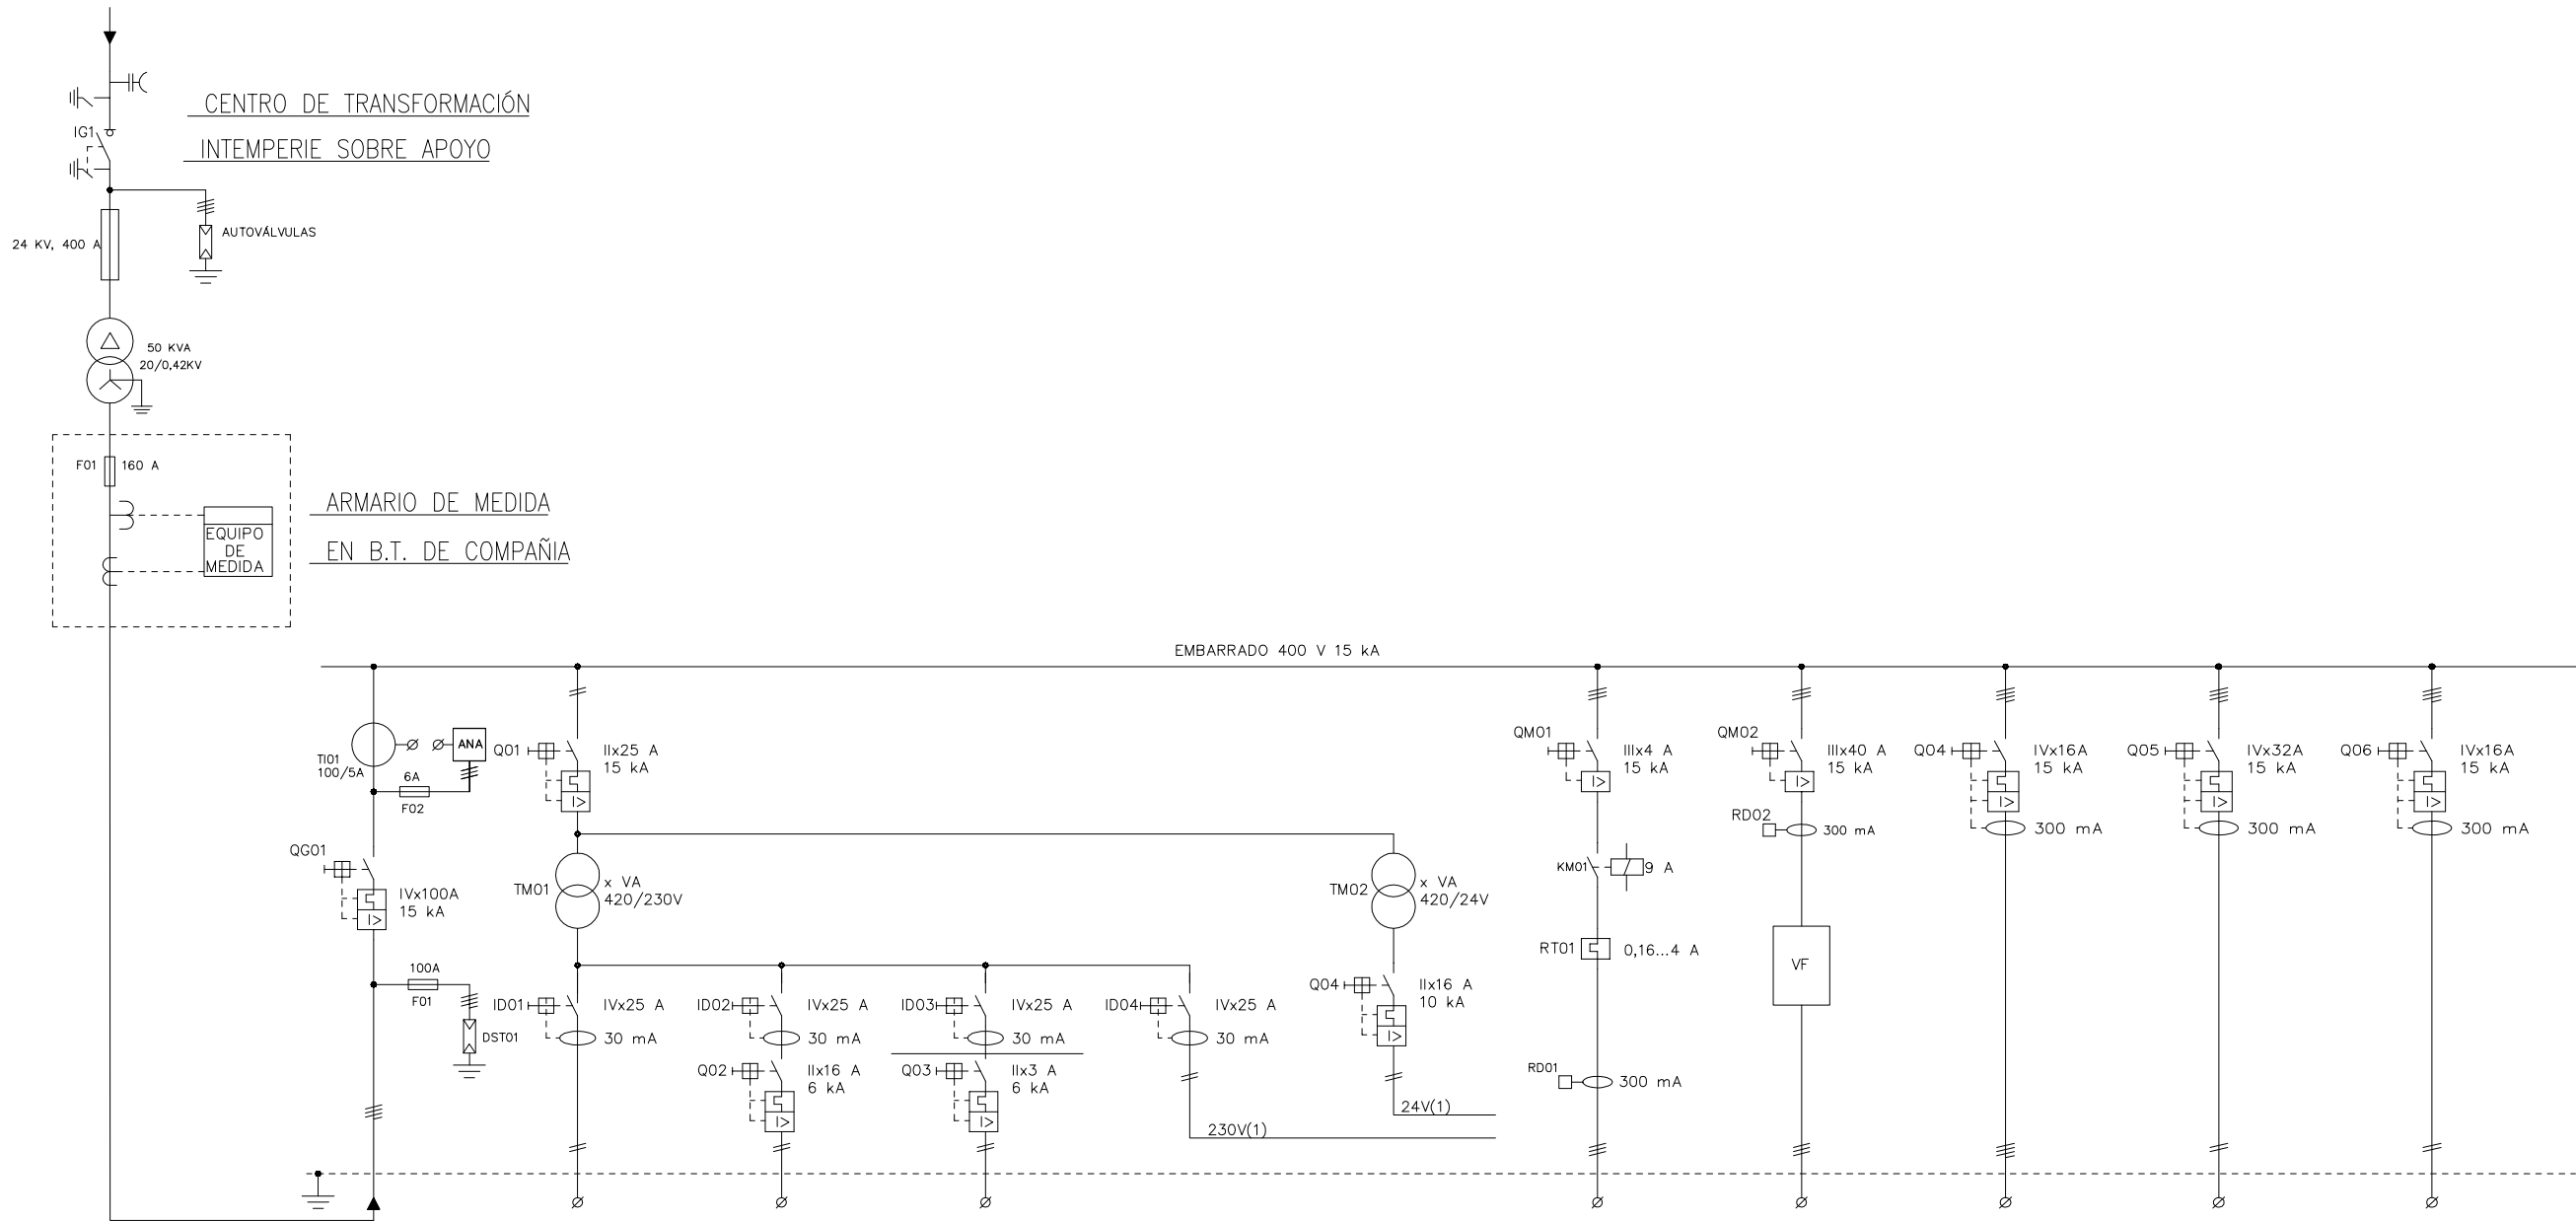 CENTRO DE TRANSFORMACIÓN
IG1
INTEMPERIE SOBRE APOYO
24 KV, 400 A
AUTOVÁLVULAS
50 KVA
20/0,42KV
F01
160 A
ARMARIO DE MEDIDA
EN B.T. DE COMPAÑIA
EQUIPO
DE
MEDIDA
EMBARRADO 400 V 15 kA
TI01
100/5A
ANA
6A
F02
QG01
IVx100A
15 kA
I>
100A
F01
DST01
Q01
IIx25 A
15 kA
I>
TM01
x VA
420/230V
TM02
x VA
420/24V
ID01
IVx25 A
30 mA
ID02
IVx25 A
30 mA
Q02
IIx16 A
6 kA
I>
ID03
IVx25 A
30 mA
Q03
IIx3 A
6 kA
I>
ID04
IVx25 A
30 mA
230V(1)
Q04
IIx16 A
10 kA
I>
24V(1)
QM01
IIIx4 A
15 kA
I>
KM01
9 A
RT01
0,16...4 A
RD01
300 mA
QM02
IIIx40 A
15 kA
I>
RD02
300 mA
VF
Q04
IVx16A
15 kA
I>
300 mA
Q05
IVx32A
15 kA
I>
300 mA
Q06
IVx16A
15 kA
I>
300 mA